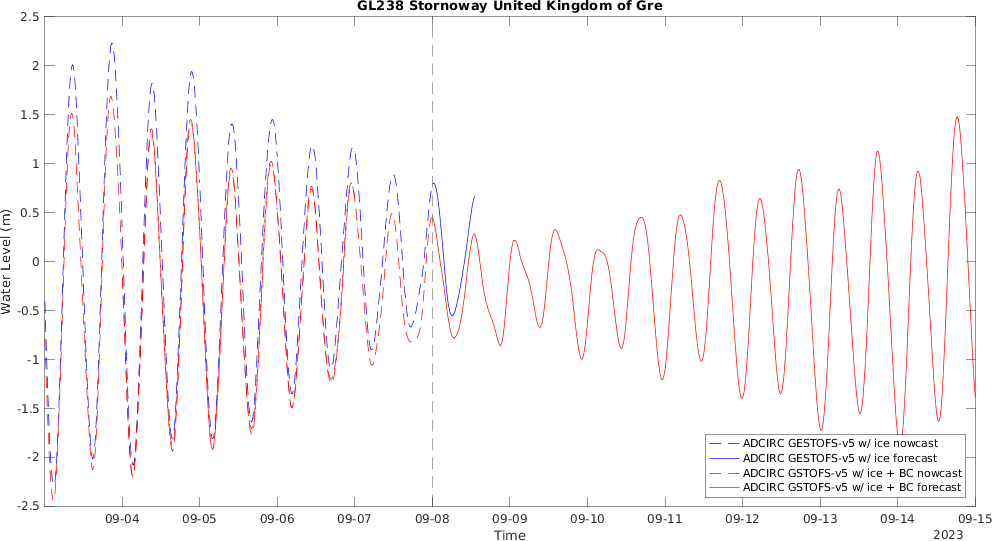 GL238 Stornoway United Kingdom of Gre
2.5
2
1.5
1
0.5
0
-0.5
-1
-1.5
-2
-2.5
Water Level (m)
ADCIRC GESTOFS-v5 w/ ice nowcast
ADCIRC GESTOFS-v5 w/ ice forecast
ADCIRC GSTOFS-v5 w/ ice + BC nowcast
ADCIRC GSTOFS-v5 w/ ice + BC forecast
09-04 09-05 09-06 09-07 09-08 09-09 09-10 09-11 09-12 09-13 09-14 09-15
Time
2023